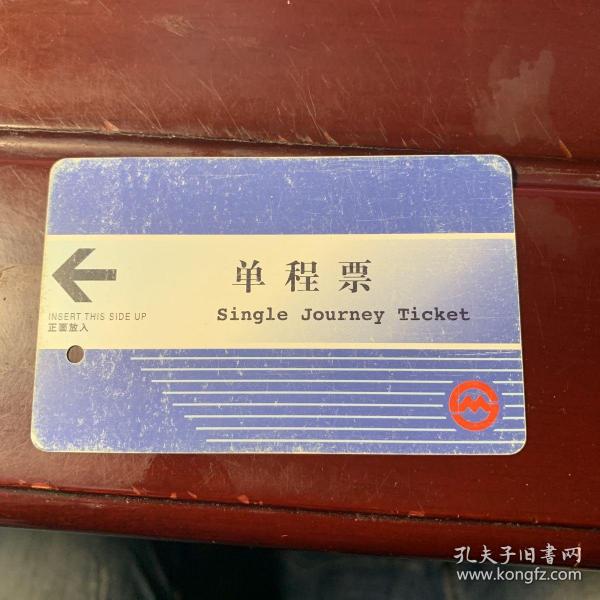 单程票
Single Journey Ticket
INSERT THIS SIDE UP
正面放入
孔夫子旧书网
www.kongfz.com